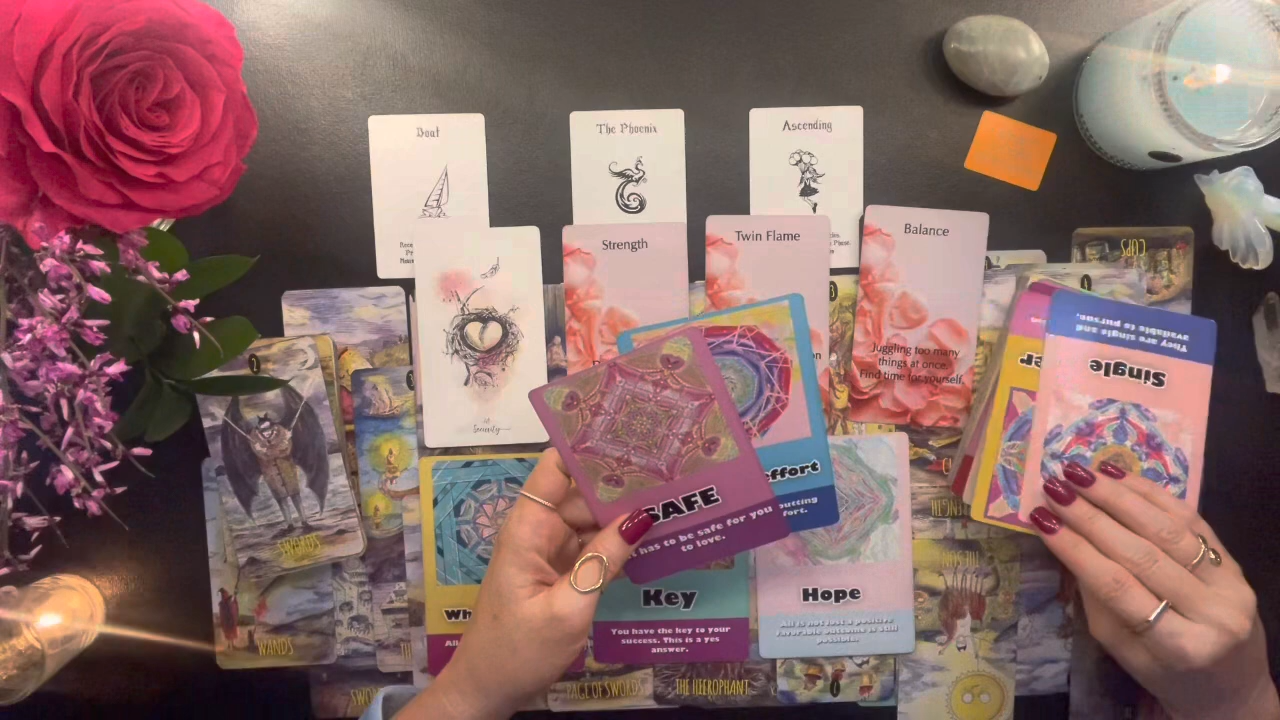 Boat
The Phoenix
Ascending
Strength
Twin Flame
Balance
CUPS
Juggling too many
things at once.
Find time for yourself.
They are single and
available to pursue.
Single
Serenity
SAFE
It has to be safe for you
to love.
effort
putting
Key
You have the key to your
success. This is a yes
answer.
Hope
All is not lost a positive
favorable outcome is still
possible.
SWORDS
WANDS
PAGE OF SWORDS
THE HIEROPHANT
THE SUN